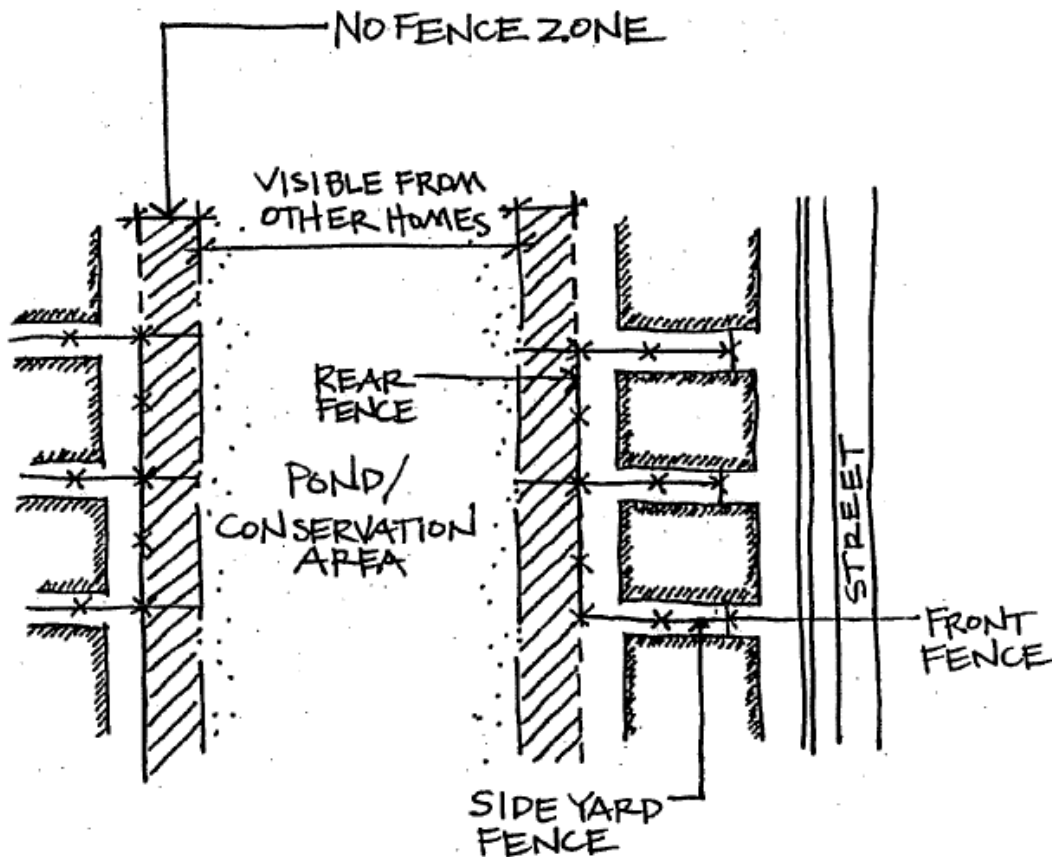 NO FENCE ZONE
VISIBLE FROM
OTHER HOMES
REAR
FENCE
POND/
CONSERVATION
AREA
STREET
FRONT
FENCE
SIDE YARD
FENCE